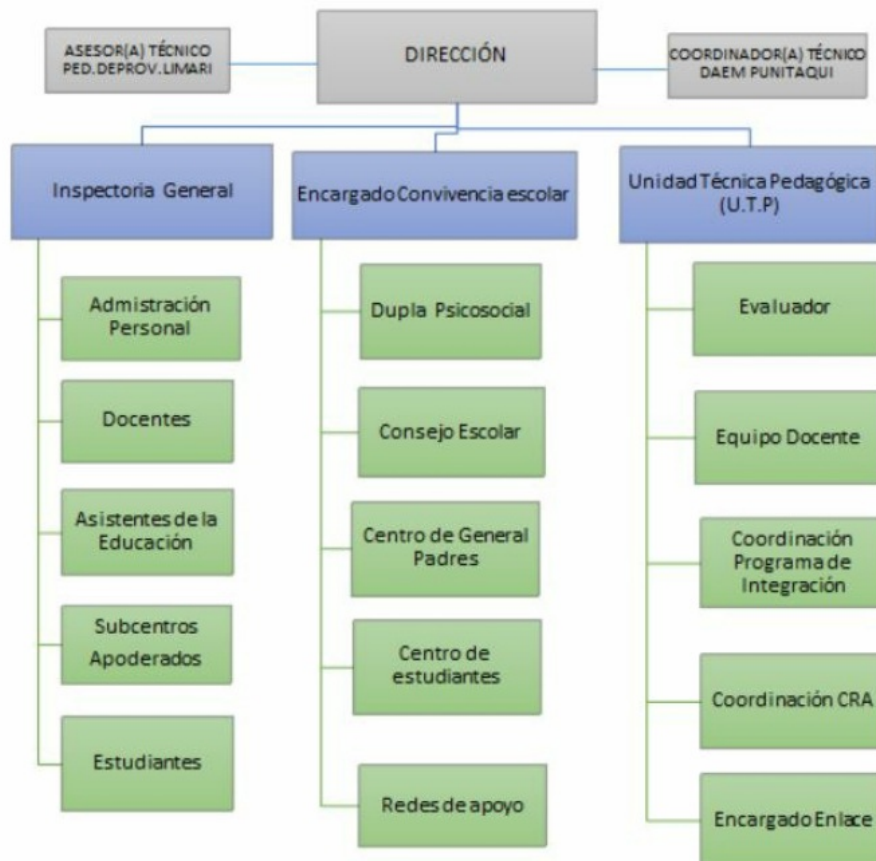 ASESOR(A) TÉCNICO
PED.DEPROV.LIMARI
DIRECCIÓN
COORDINADOR(A) TÉCNICO
DAEM PUNITAQUI
Inspectoria General
Encargado Convivencia escolar
Unidad Técnica Pedagógica
(U.T.P)
Admistración
Personal
Docentes
Asistentes de la
Educación
Subcentros
Apoderados
Estudiantes
Dupla Psicosocial
Consejo Escolar
Centro de General
Padres
Centro de
estudiantes
Redes de apoyo
Evaluador
Equipo Docente
Coordinación
Programa de
Integración
Coordinación CRA
Encargado Enlace